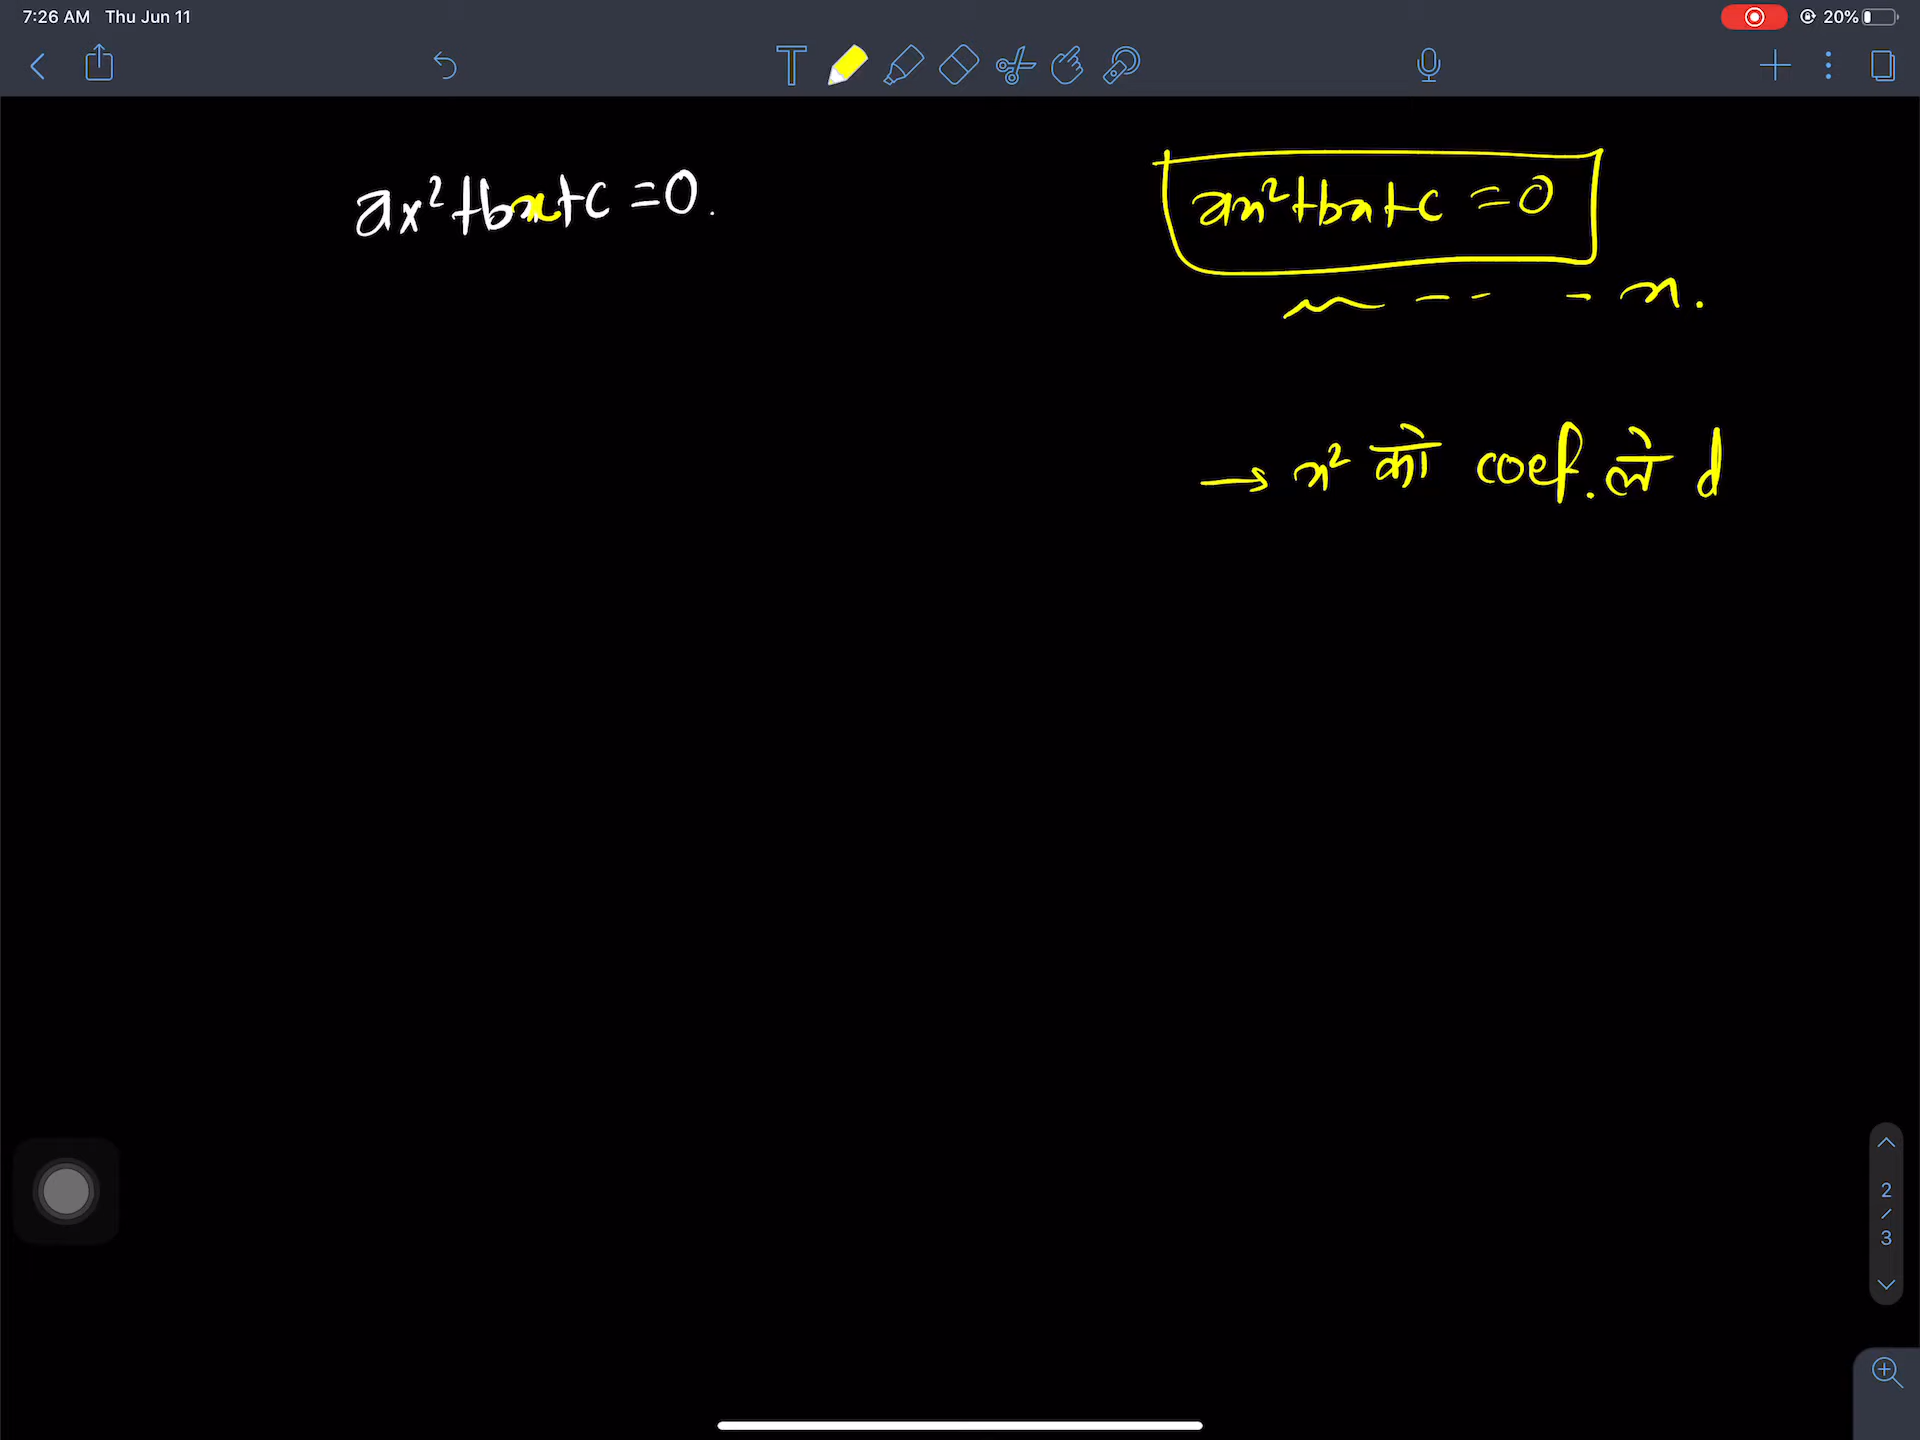 7:26 AM Thu Jun 11
20%
ax²+bx+c=0.
ax²+bx+c=0
x.
→ x² को coef. ले d
2
/
3